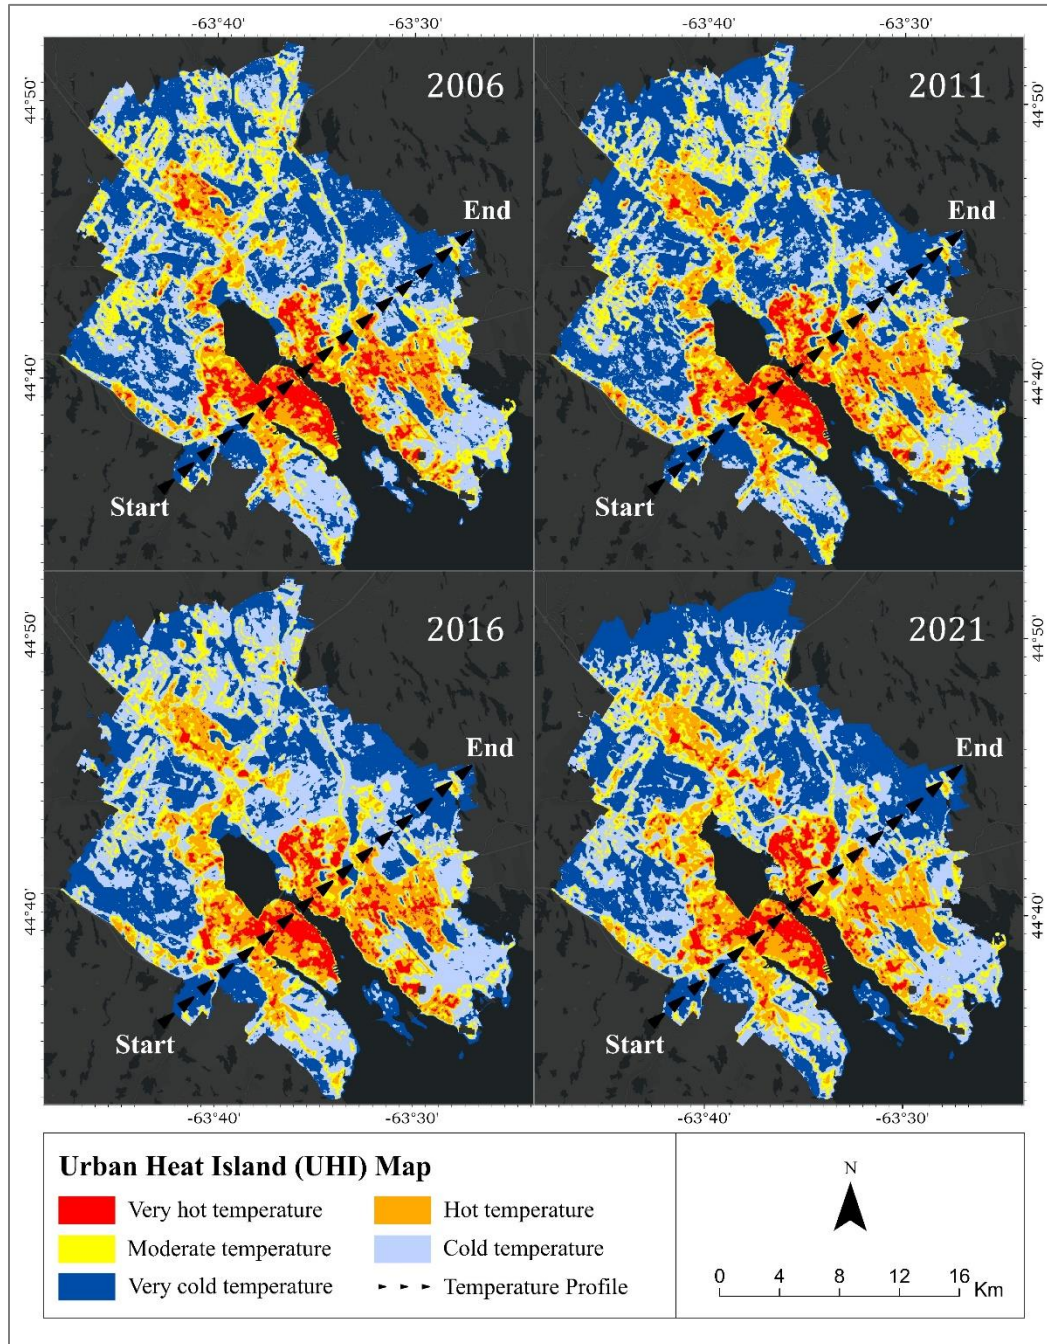 -63°40' -63°30' -63°40' -63°30'
44°50' 2006 2011 44°50'
End End
44°40' 44°40'
Start Start
44°50' 2016 2021 44°50'
End End
44°40' 44°40'
Start Start
-63°40' -63°30' -63°40' -63°30'
Urban Heat Island (UHI) Map
Very hot temperature Hot temperature
Moderate temperature Cold temperature
Very cold temperature Temperature Profile
N
0 4 8 12 16 Km